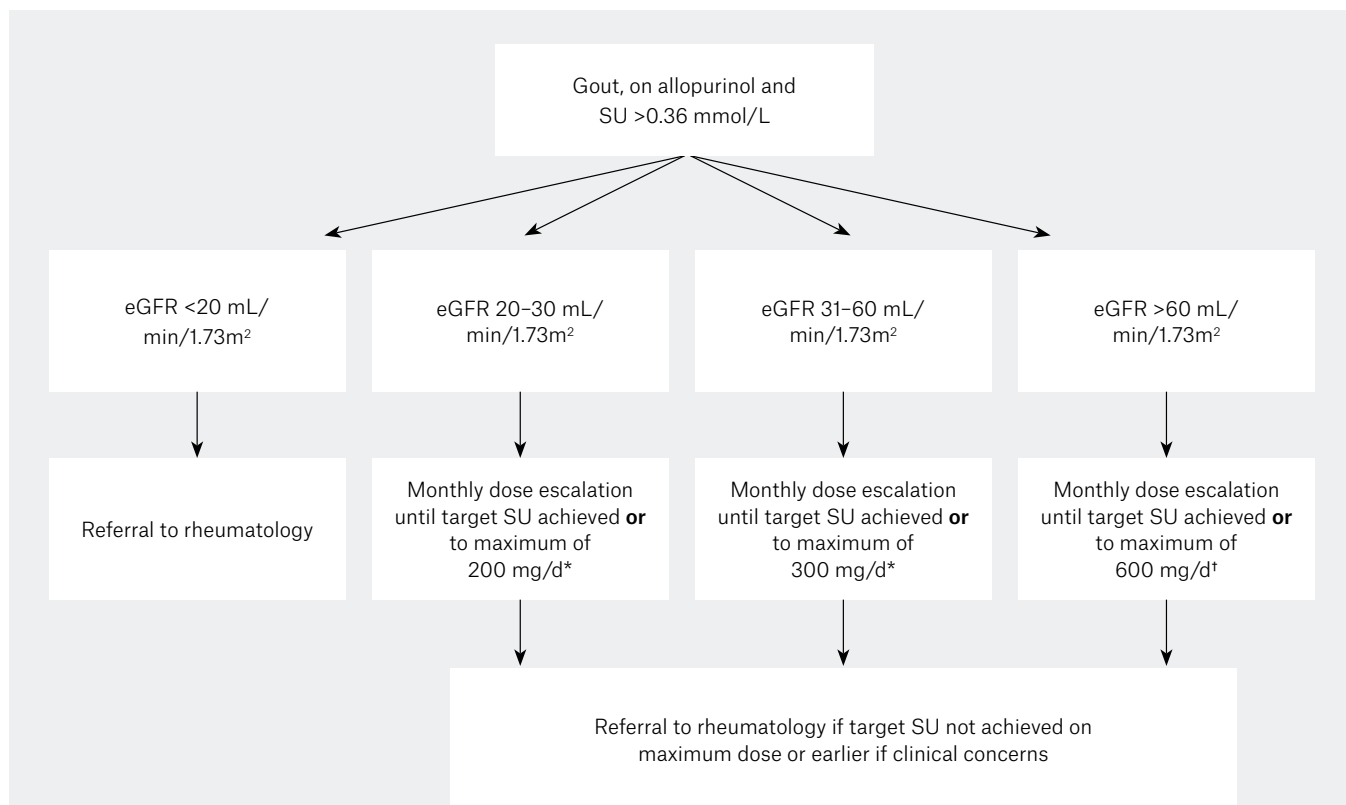 Gout, on allopurinol and
SU >0.36 mmol/L
eGFR <20 mL/
min/1.73m²
eGFR 20–30 mL/
min/1.73m²
eGFR 31–60 mL/
min/1.73m²
eGFR >60 mL/
min/1.73m²
Referral to rheumatology
Monthly dose escalation
until target SU achieved or
to maximum of
200 mg/d*
Monthly dose escalation
until target SU achieved or
to maximum of
300 mg/d*
Monthly dose escalation
until target SU achieved or
to maximum of
600 mg/d†
Referral to rheumatology if target SU not achieved on
maximum dose or earlier if clinical concerns